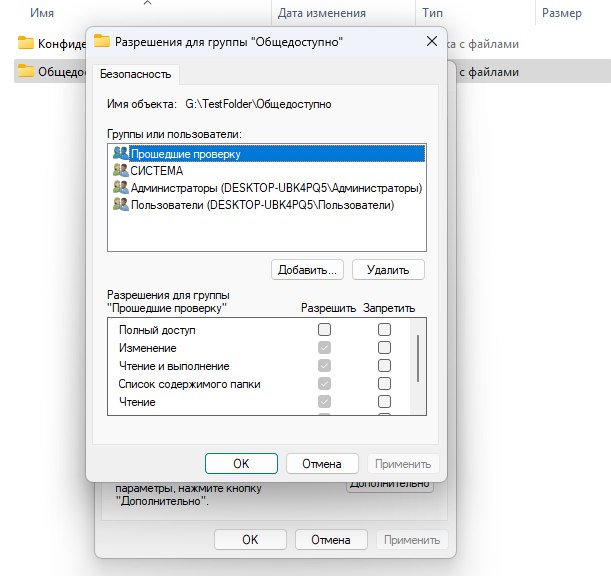 Имя Дата изменения Тип Размер
Конфиде
ка с файлами
Общедо
с файлами
Разрешения для группы "Общедоступно"
Безопасность
Имя объекта: G:\TestFolder\Общедоступно
Группы или пользователи:
Прошедшие проверку
СИСТЕМА
Администраторы (DESKTOP-UBK4PQ5\Администраторы)
Пользователи (DESKTOP-UBK4PQ5\Пользователи)
Добавить... Удалить
Разрешения для группы
"Прошедшие проверку" Разрешить Запретить
Полный доступ
Изменение
Чтение и выполнение
Список содержимого папки
Чтение
OK Отмена Применить
параметры, нажмите кнопку
"Дополнительно".
Дополнительно
OK Отмена Применить